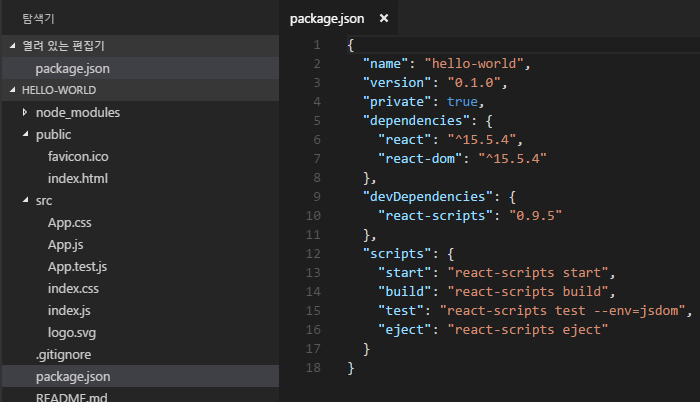 탐색기
열려 있는 편집기
package.json
HELLO-WORLD
node_modules
public
favicon.ico
index.html
src
App.css
App.js
App.test.js
index.css
index.js
logo.svg
.gitignore
package.json
README.md
package.json ×
1 {
2 "name": "hello-world",
3 "version": "0.1.0",
4 "private": true,
5 "dependencies": {
6 "react": "^15.5.4",
7 "react-dom": "^15.5.4"
8 },
9 "devDependencies": {
10 "react-scripts": "0.9.5"
11 },
12 "scripts": {
13 "start": "react-scripts start",
14 "build": "react-scripts build",
15 "test": "react-scripts test --env=jsdom",
16 "eject": "react-scripts eject"
17 }
18 }